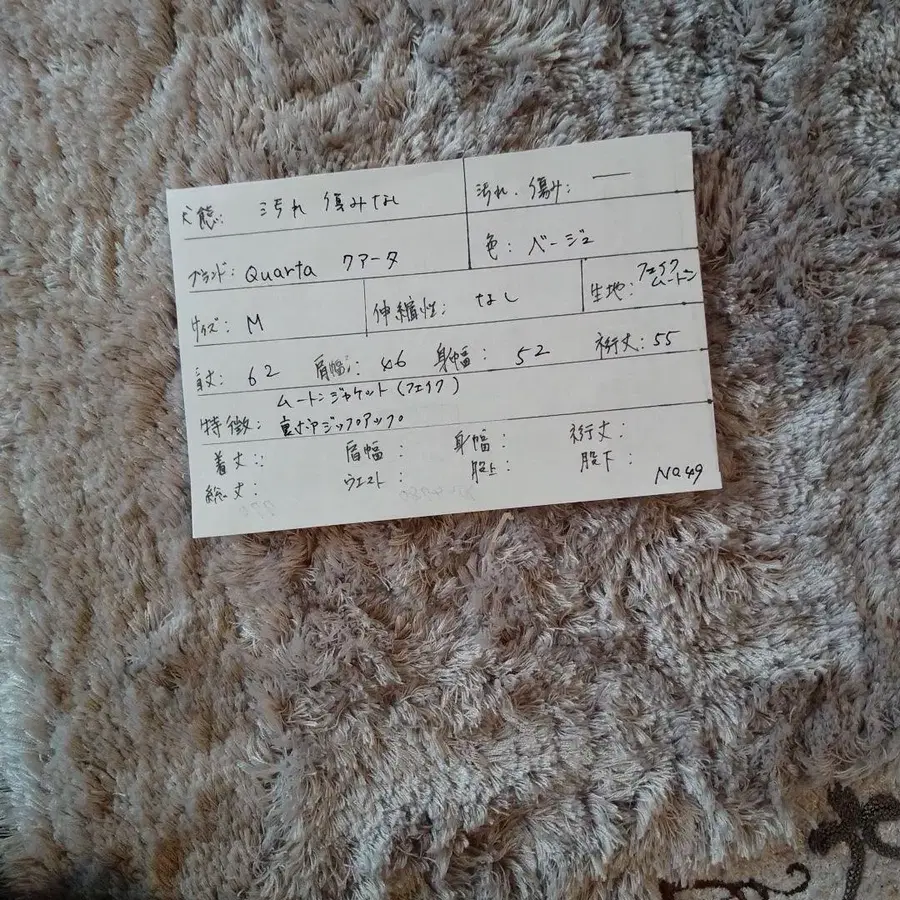 状態: 汚れ 傷みなし 汚れ.傷み: ー
ブランド: Quarta クアータ 色: ベージュ
サイズ: M 伸縮性: なし 生地: フェイクムートン
着丈: 62 肩幅: 46 身幅: 52 裄丈: 55
ムートンジャケット(フェイク)
特徴: 裏ボアジップアップ
着丈: 肩幅: 身幅: 裄丈:
総丈: ウエスト: 股上: 股下:
No.49